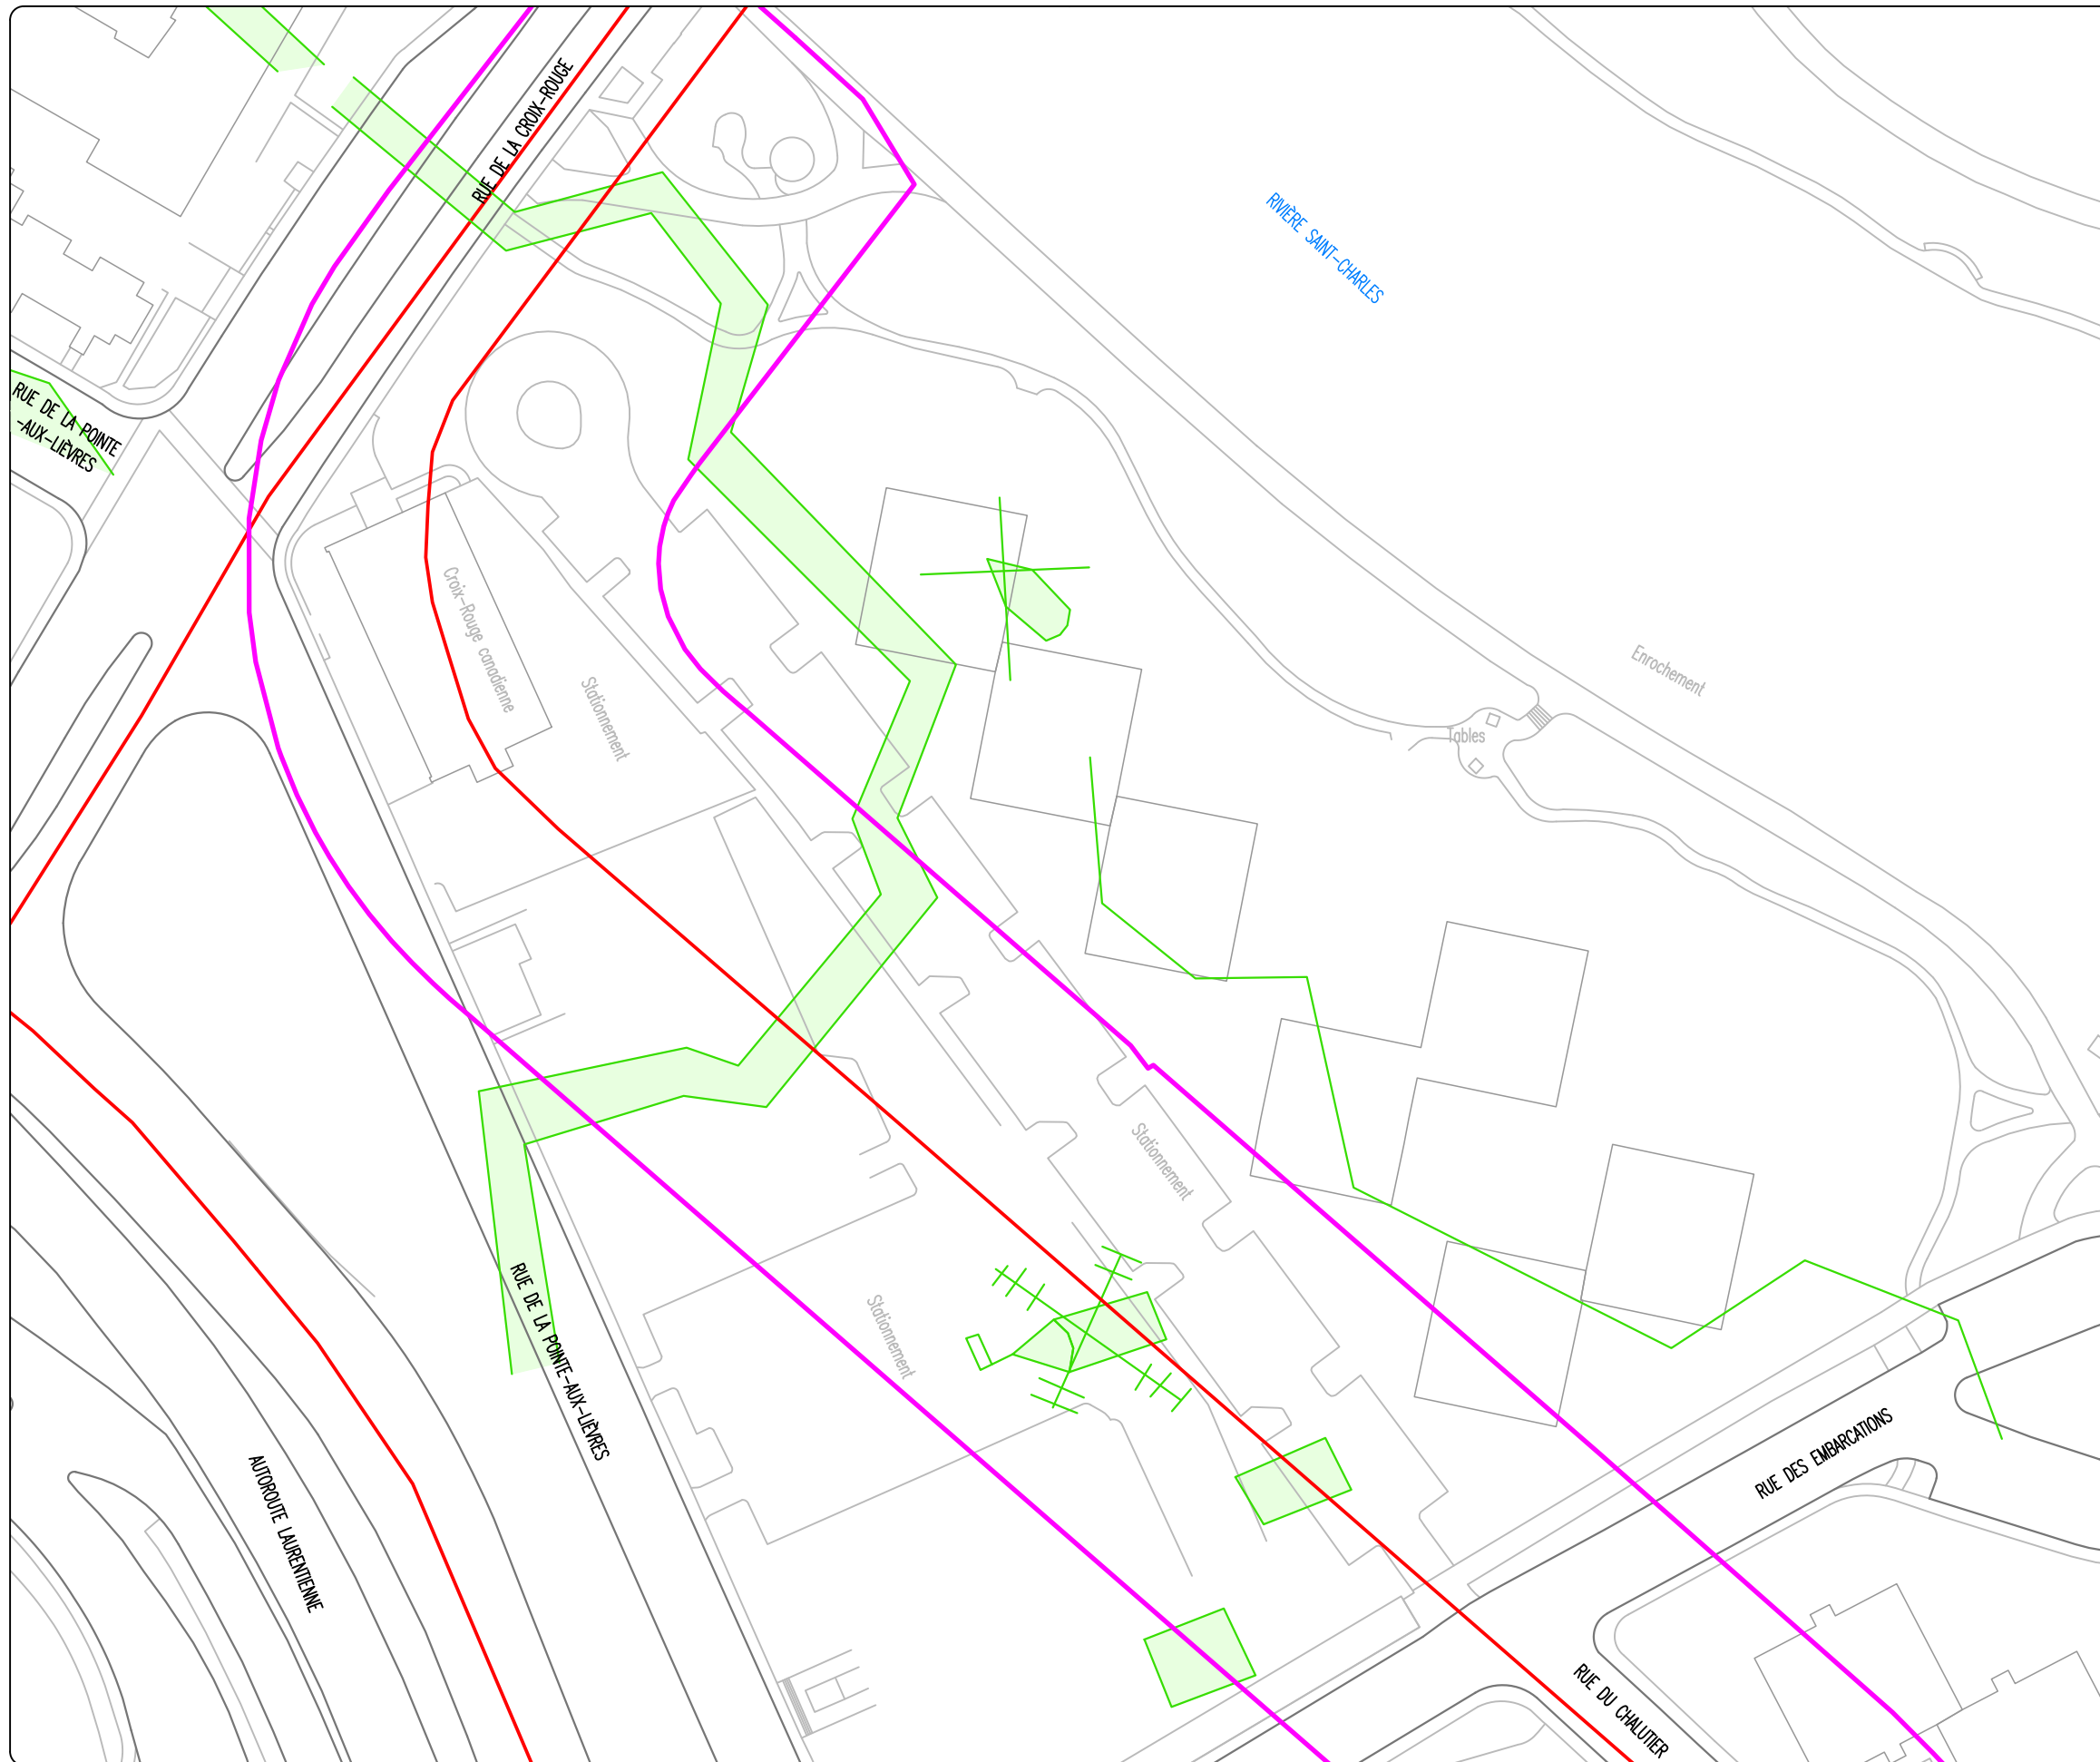 RUE DE LA CROIX-ROUGE
RIVIÈRE SAINT-CHARLES
RUE DE LA POINTE
-AUX-LIÈVRES
Croix-Rouge canadienne
Stationnement
Enrochement
Tables
Stationnement
RUE DE LA POINTE-AUX-LIÈVRES
Stationnement
RUE DES EMBARCATIONS
AUTOROUTE LAURENTIENNE
RUE DU CHALUTIER